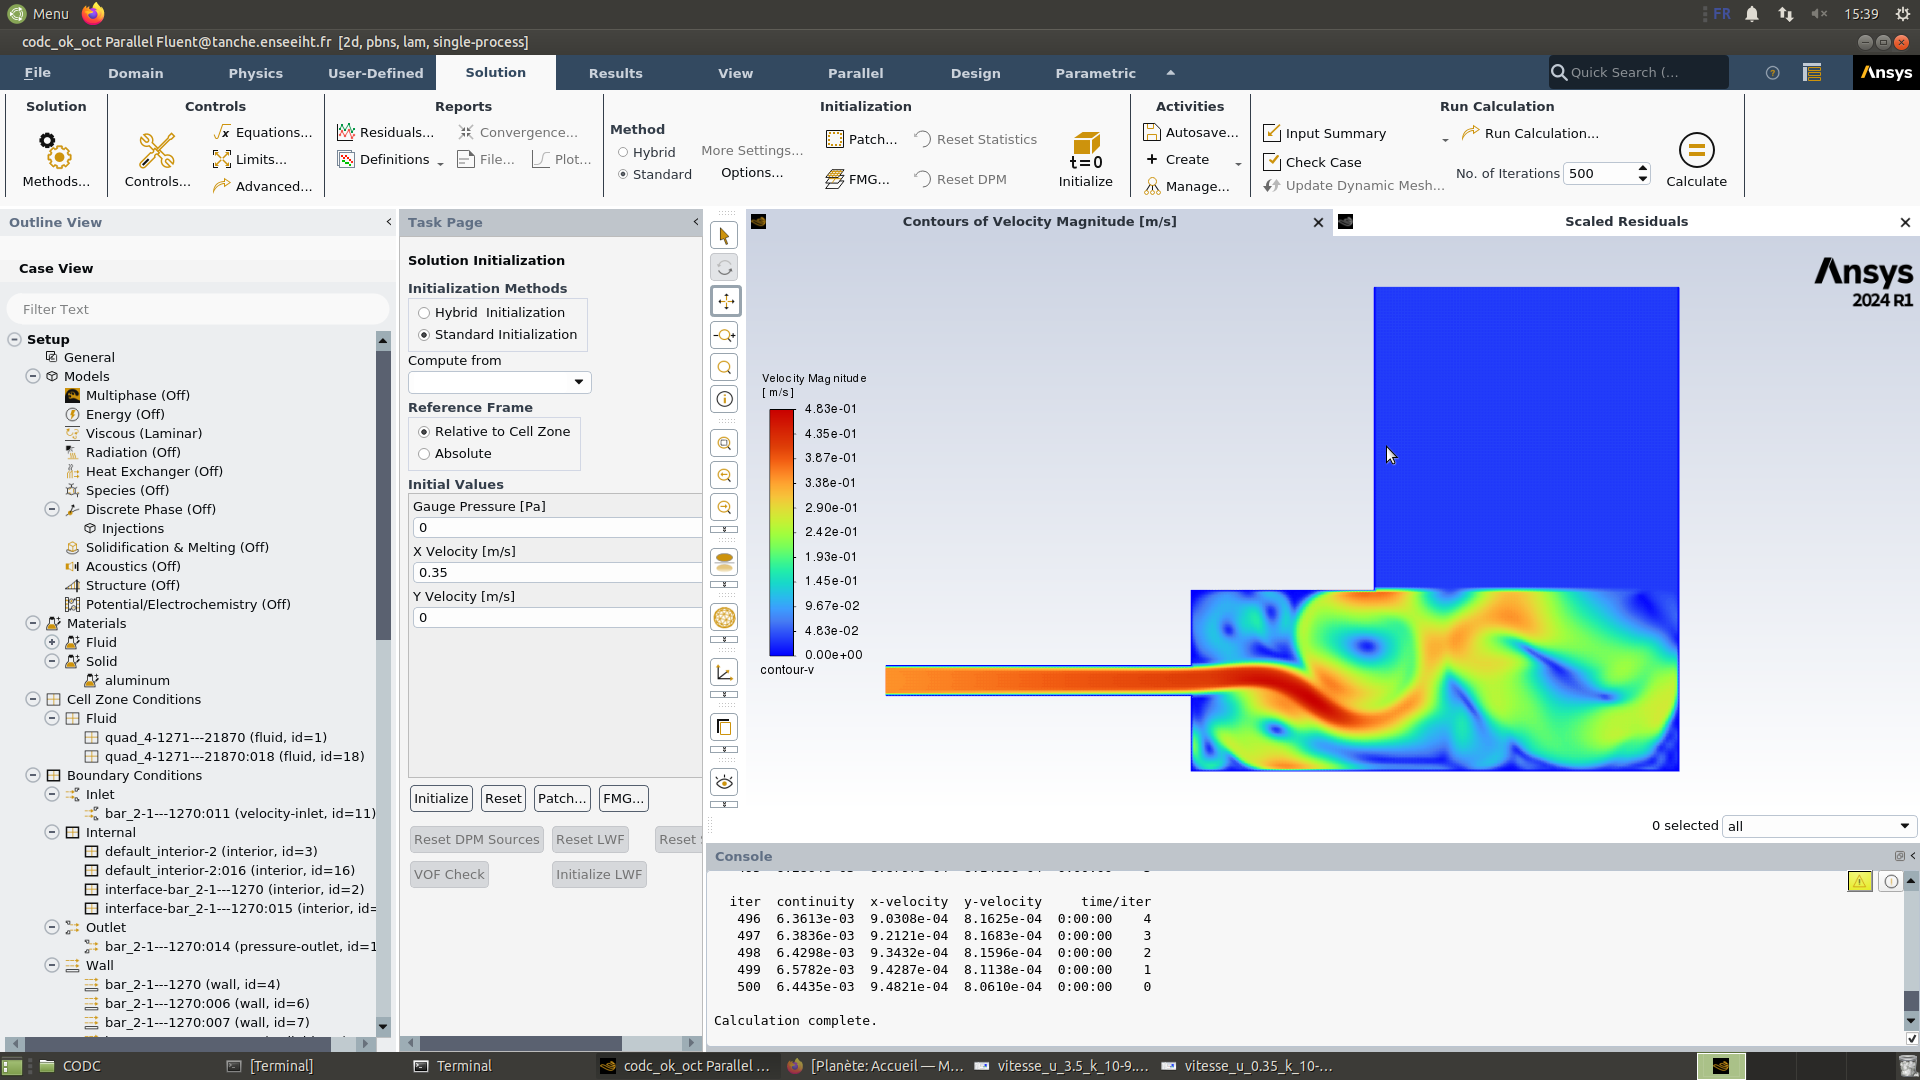 Menu
FR
15:39
codc_ok_oct Parallel Fluent@tanche.enseeiht.fr [2d, pbns, lam, single-process]
File Domain Physics User-Defined Solution Results View Parallel Design Parametric
Quick Search (...
Ansys
Solution
Methods...
Controls
Controls...
Equations...
Limits...
Advanced...
Reports
Residuals...
Convergence...
Definitions
File...
Plot...
Initialization
Method
Hybrid
Standard
More Settings...
Options...
Patch...
Reset Statistics
FMG...
Reset DPM
t=0
Initialize
Activities
Autosave...
Create
Manage...
Run Calculation
Input Summary
Check Case
Update Dynamic Mesh...
Run Calculation...
No. of Iterations 500
Calculate
Outline View
Case View
Filter Text
Setup
General
Models
Multiphase (Off)
Energy (Off)
Viscous (Laminar)
Radiation (Off)
Heat Exchanger (Off)
Species (Off)
Discrete Phase (Off)
Injections
Solidification & Melting (Off)
Acoustics (Off)
Structure (Off)
Potential/Electrochemistry (Off)
Materials
Fluid
Solid
aluminum
Cell Zone Conditions
Fluid
quad_4-1271---21870 (fluid, id=1)
quad_4-1271---21870:018 (fluid, id=18)
Boundary Conditions
Inlet
bar_2-1---1270:011 (velocity-inlet, id=11)
Internal
default_interior-2 (interior, id=3)
default_interior-2:016 (interior, id=16)
interface-bar_2-1---1270 (interior, id=2)
interface-bar_2-1---1270:015 (interior, id=
Outlet
bar_2-1---1270:014 (pressure-outlet, id=1
Wall
bar_2-1---1270 (wall, id=4)
bar_2-1---1270:006 (wall, id=6)
bar_2-1---1270:007 (wall, id=7)
Task Page
Solution Initialization
Initialization Methods
Hybrid Initialization
Standard Initialization
Compute from
Reference Frame
Relative to Cell Zone
Absolute
Initial Values
Gauge Pressure [Pa]
0
X Velocity [m/s]
0.35
Y Velocity [m/s]
0
Initialize Reset Patch... FMG...
Reset DPM Sources Reset LWF Reset
VOF Check Initialize LWF
Contours of Velocity Magnitude [m/s]
Scaled Residuals
Ansys
2024 R1
Velocity Magnitude
[ m/s]
4.83e-01
4.35e-01
3.87e-01
3.38e-01
2.90e-01
2.42e-01
1.93e-01
1.45e-01
9.67e-02
4.83e-02
0.00e+00
contour-v
0 selected all
Console
iter continuity x-velocity y-velocity time/iter
496 6.3613e-03 9.0308e-04 8.1625e-04 0:00:00 4
497 6.3836e-03 9.2121e-04 8.1683e-04 0:00:00 3
498 6.4298e-03 9.3432e-04 8.1596e-04 0:00:00 2
499 6.5782e-03 9.4287e-04 8.1138e-04 0:00:00 1
500 6.4435e-03 9.4821e-04 8.0610e-04 0:00:00 0
Calculation complete.
CODC
[Terminal]
Terminal
codc_ok_oct Parallel ...
[Planète: Accueil — M...
vitesse_u_3.5_k_10-9....
vitesse_u_0.35_k_10-...